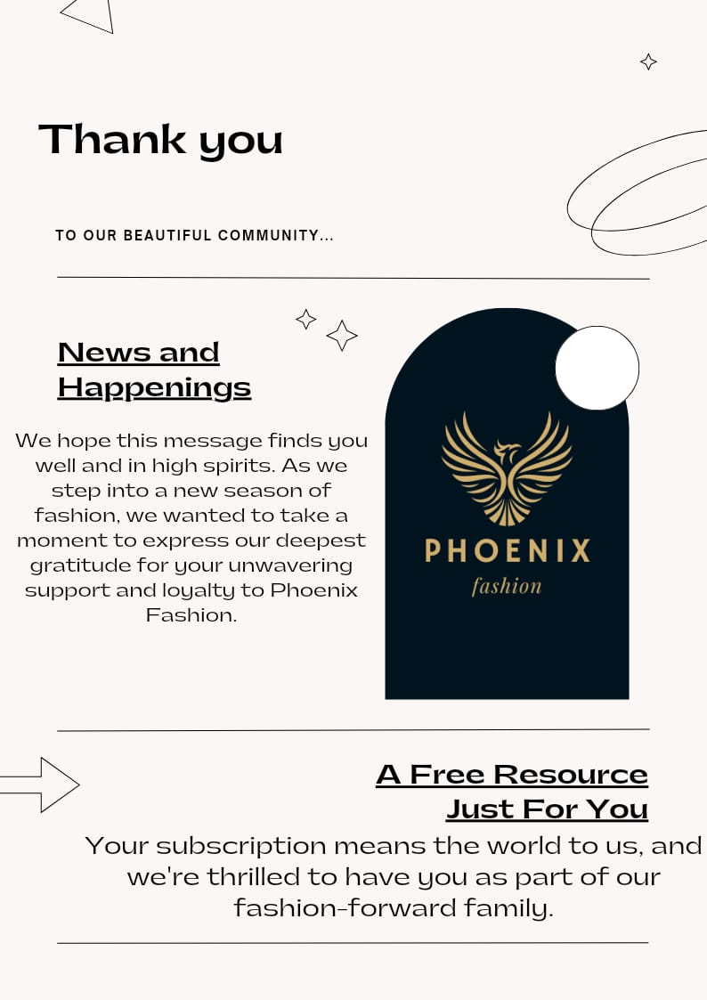 Thank you
TO OUR BEAUTIFUL COMMUNITY...
News and
Happenings
We hope this message finds you
well and in high spirits. As we
step into a new season of
fashion, we wanted to take a
moment to express our deepest
gratitude for your unwavering
support and loyalty to Phoenix
Fashion.
PHOENIX
fashion
A Free Resource
Just For You
Your subscription means the world to us, and
we're thrilled to have you as part of our
fashion-forward family.